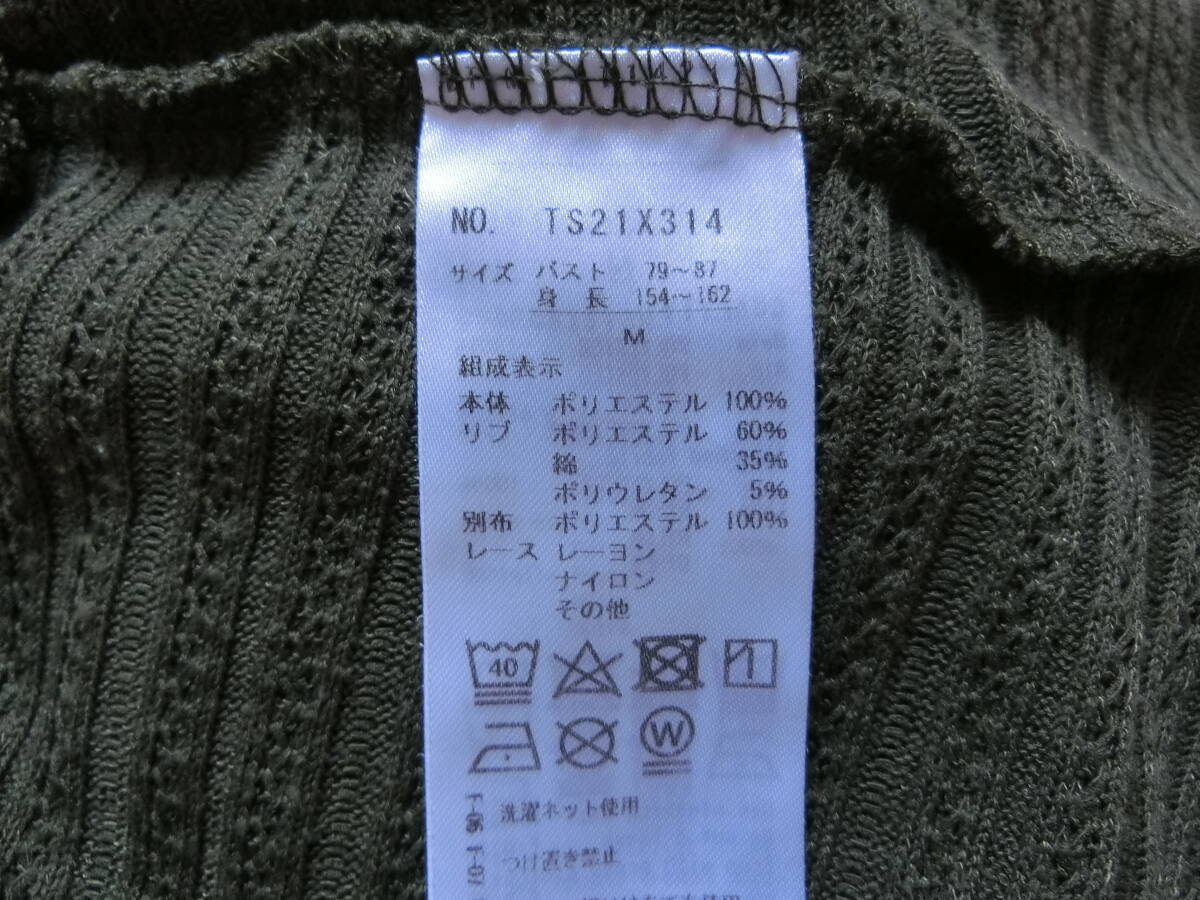 NO. TS21X314
サイズ バスト 79〜87
身長 154〜162
M
組成表示
本体 ポリエステル 100%
リブ ポリエステル 60%
綿 35%
ポリウレタン 5%
別布 ポリエステル 100%
レース レーヨン
ナイロン
その他
40
W
T-06 洗濯ネット使用
T-07 つけ置き禁止